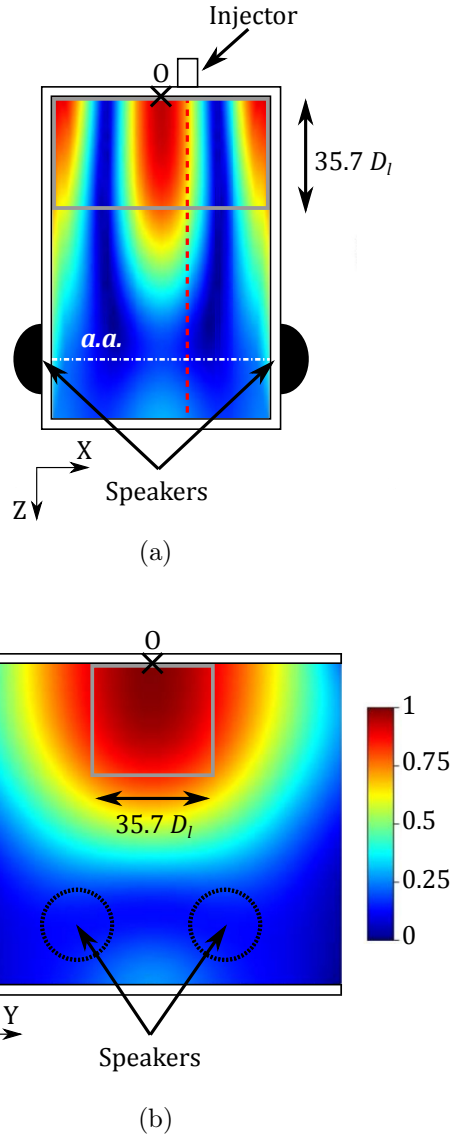 Injector
O
35.7 D_l
a.a.
X
Z
Speakers
(a)
O
1
0.75
35.7 D_l
0.5
0.25
0
Y
Speakers
(b)